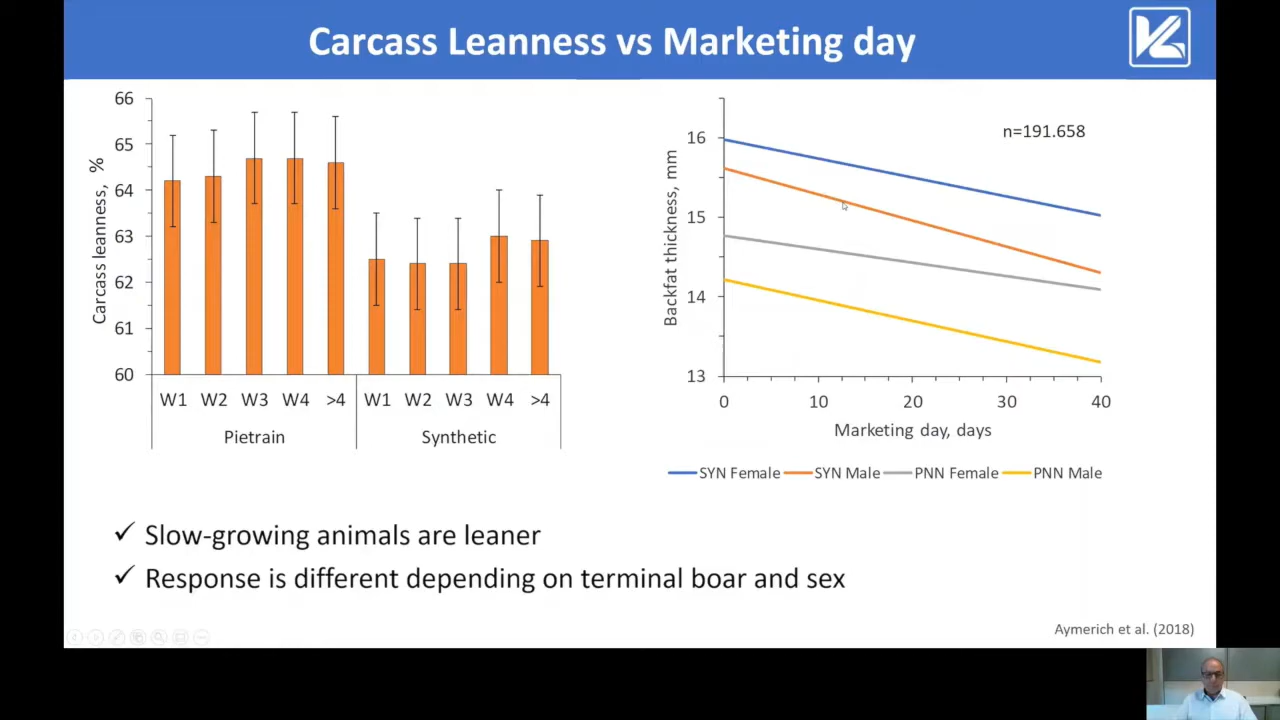 Carcass Leanness vs Marketing day
66
65
64
63
62
61
60
Carcass leanness, %
W1 W2 W3 W4 >4 W1 W2 W3 W4 >4
Pietrain Synthetic
n=191.658
16
15
14
13
Backfat thickness, mm
0 10 20 30 40
Marketing day, days
SYN Female SYN Male PNN Female PNN Male
✓ Slow-growing animals are leaner
✓ Response is different depending on terminal boar and sex
Aymerich et al. (2018)